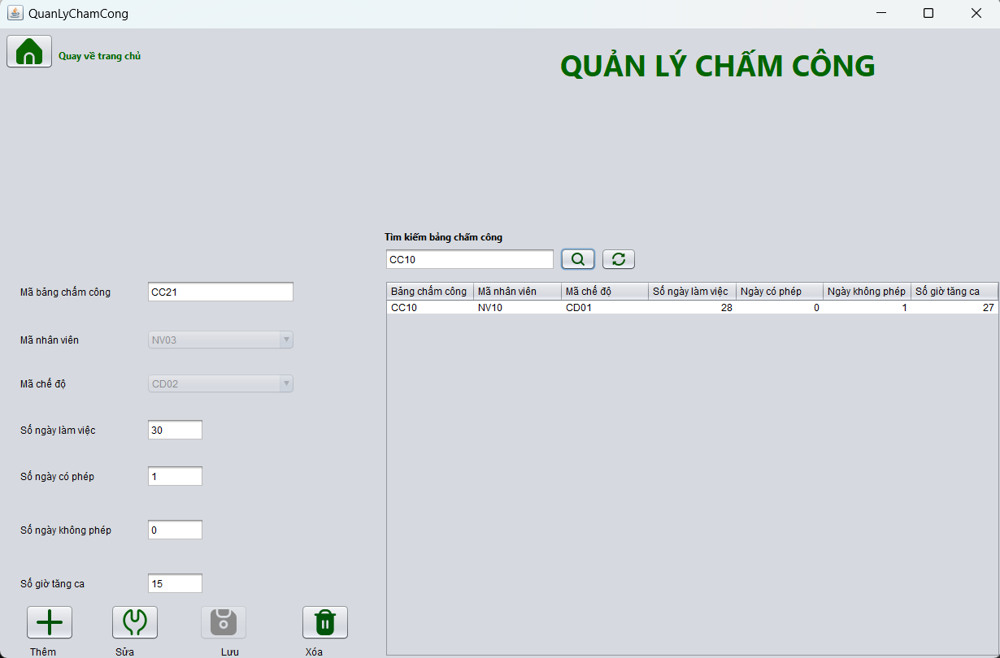 QuanLyChamCong
Quay về trang chủ
QUẢN LÝ CHẤM CÔNG
Tìm kiếm bảng chấm công
CC10
Mã bảng chấm công CC21
Mã nhân viên NV03
Mã chế độ CD02
Số ngày làm việc 30
Số ngày có phép 1
Số ngày không phép 0
Số giờ tăng ca 15
Thêm Sửa Lưu Xóa
Bảng chấm công Mã nhân viên Mã chế độ Số ngày làm việc Ngày có phép Ngày không phép Số giờ tăng ca
CC10 NV10 CD01 28 0 1 27